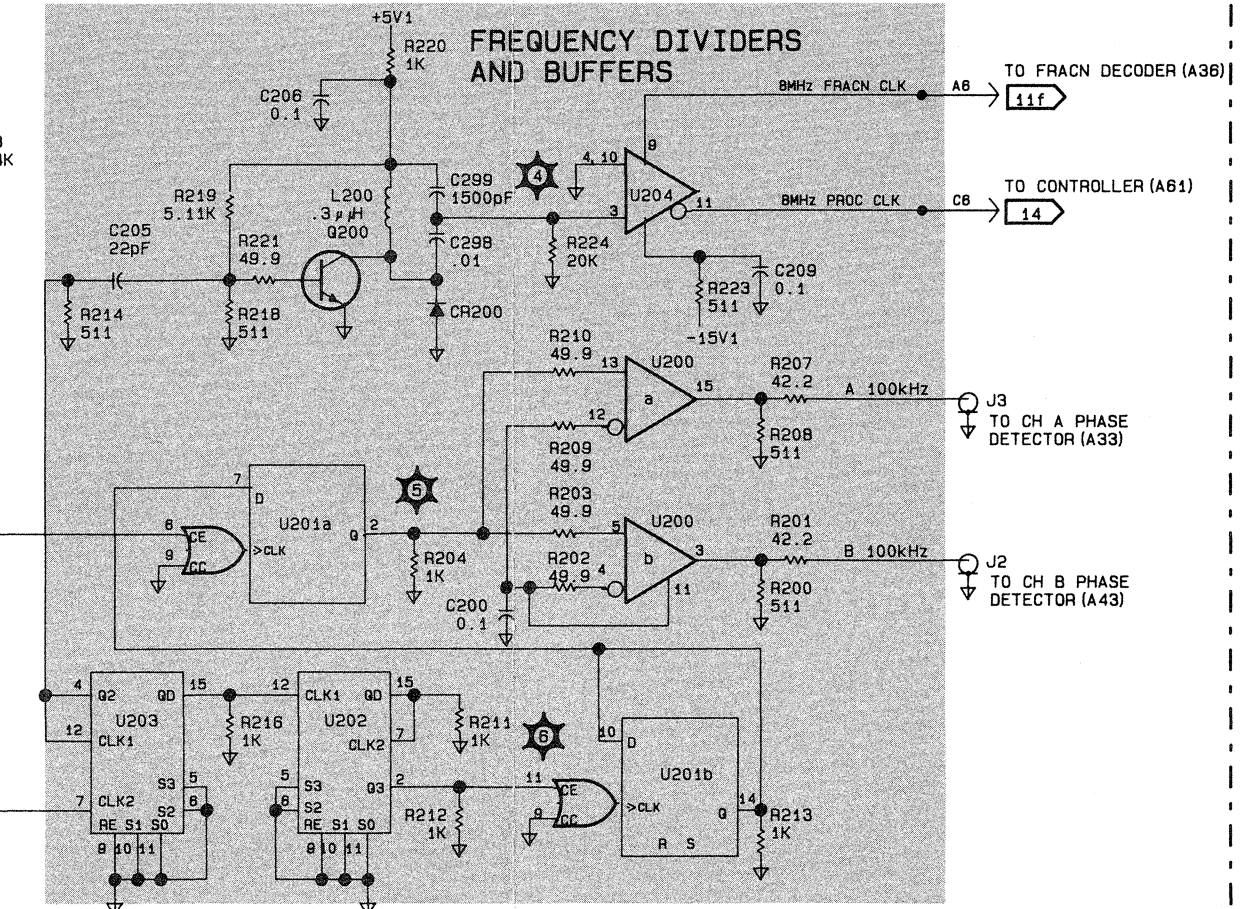 +5V1
FREQUENCY DIVIDERS
AND BUFFERS
R220
1K
C206
0.1
TO FRACN DECODER (A36)
8MHz FRACN CLK
A6
11f
9
4, 10
4
U204
3
11
C299
1500pF
L200
.3μμH
Q200
R219
5.11K
TO CONTROLLER (A61)
8MHz PROC CLK
C6
14
C205
22pF
R221
49.9
C298
.01
R224
20K
C209
0.1
R223
511
-15V1
R214
511
R218
511
CR200
R210
49.9
13
U200
a
15
R207
42.2
A 100kHz
J3
TO CH A PHASE
DETECTOR (A33)
12
R209
49.9
R208
511
7
D
5
U201a
6
CE
9
CC
>CLK
Q
2
R204
1K
R203
49.9
5
U200
b
3
R201
42.2
B 100kHz
J2
TO CH B PHASE
DETECTOR (A43)
R202
49.9
4
11
C200
0.1
R200
511
4
Q2
QD
15
12
CLK1
QD
15
U203
R216
1K
U202
R211
1K
12
CLK1
CLK2
7
6
10
D
U201b
S3
5
S2
6
5
S3
6
S2
Q3
2
11
CE
9
CC
>CLK
Q
14
7
CLK2
R212
1K
R213
1K
R S
RE S1 S0
9 10 11
RE S1 S0
9 10 11
K